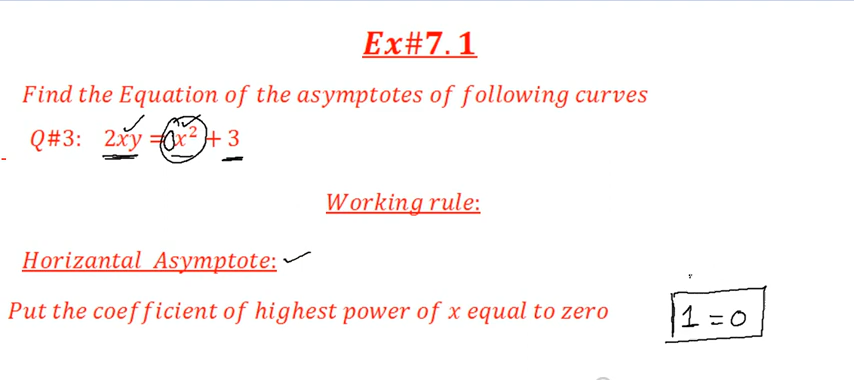 Ex#7.1
Find the Equation of the asymptotes of following curves
Q#3: 2xy = x² + 3
Working rule:
Horizantal Asymptote:
Put the coefficient of highest power of x equal to zero
1 = 0